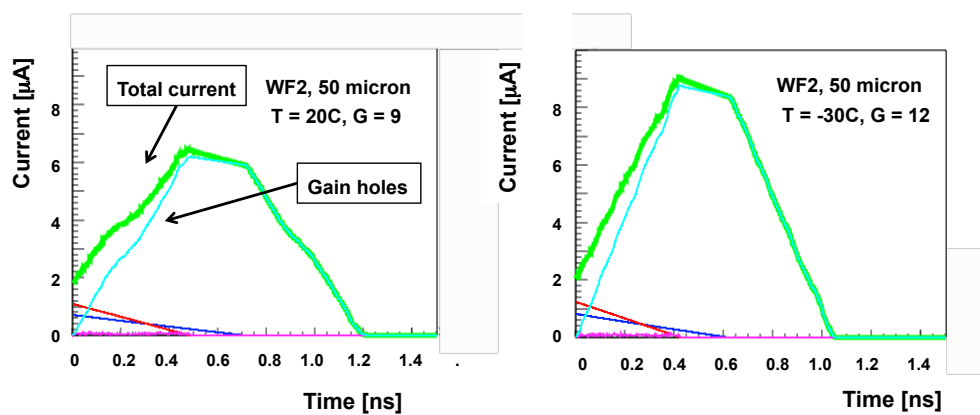 Current [µA]
8
6
4
2
0
Total current
WF2, 50 micron
T = 20C, G = 9
Gain holes
0.2 0.4 0.6 0.8 1.0 1.2 1.4 .
Time [ns]
Current [µA]
8
6
4
2
0
WF2, 50 micron
T = -30C, G = 12
0 0.2 0.4 0.6 0.8 1.0 1.2 1.4
Time [ns]